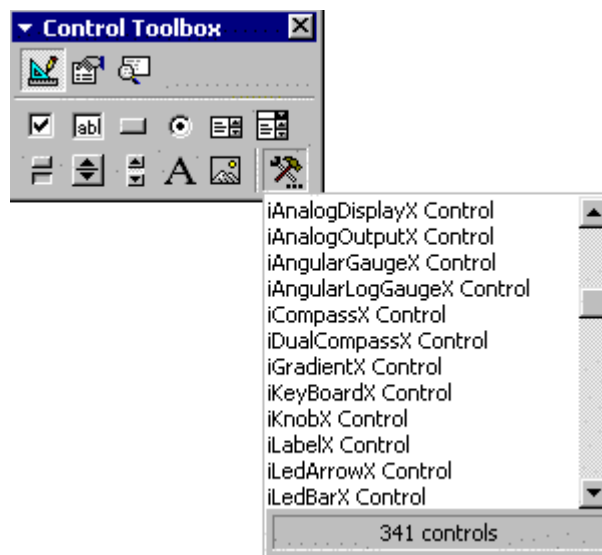 Control Toolbox
abl
A
iAnalogDisplayX Control
iAnalogOutputX Control
iAngularGaugeX Control
iAngularLogGaugeX Control
iCompassX Control
iDualCompassX Control
iGradientX Control
iKeyBoardX Control
iKnobX Control
iLabelX Control
iLedArrowX Control
iLedBarX Control
341 controls